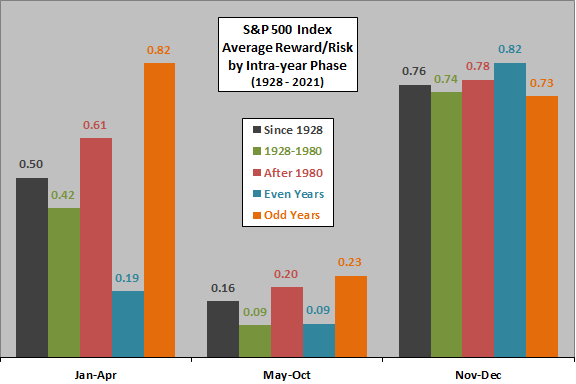 S&P 500 Index
Average Reward/Risk
by Intra-year Phase
(1928 - 2021)
Since 1928
1928-1980
After 1980
Even Years
Odd Years
0.50
0.42
0.61
0.19
0.82
0.16
0.09
0.20
0.09
0.23
0.76
0.74
0.78
0.82
0.73
Jan-Apr
May-Oct
Nov-Dec